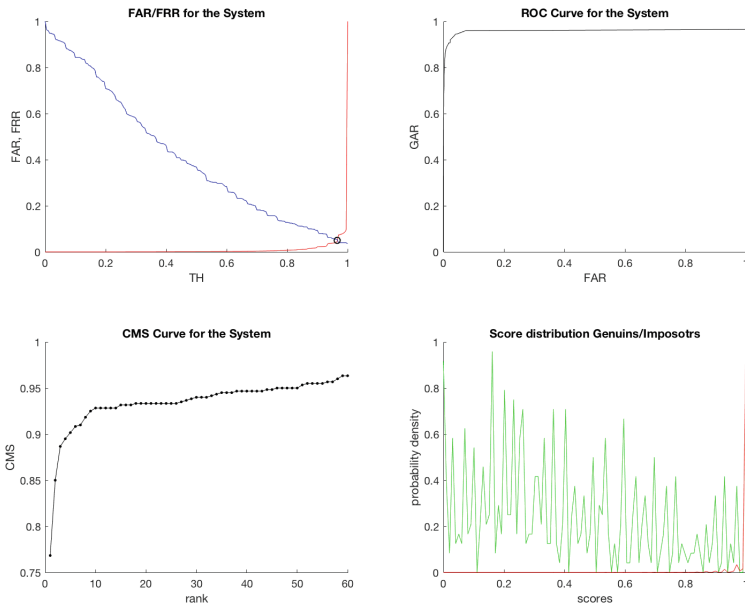 FAR/FRR for the System
1
0.8
0.6
0.4
0.2
0
FAR, FRR
0 0.2 0.4 0.6 0.8 1
TH
ROC Curve for the System
1
0.8
0.6
0.4
0.2
0
GAR
0 0.2 0.4 0.6 0.8 1
FAR
CMS Curve for the System
1
0.95
0.9
0.85
0.8
0.75
CMS
0 10 20 30 40 50 60
rank
Score distribution Genuins/Imposotrs
1
0.8
0.6
0.4
0.2
0
probability density
0 0.2 0.4 0.6 0.8 1
scores